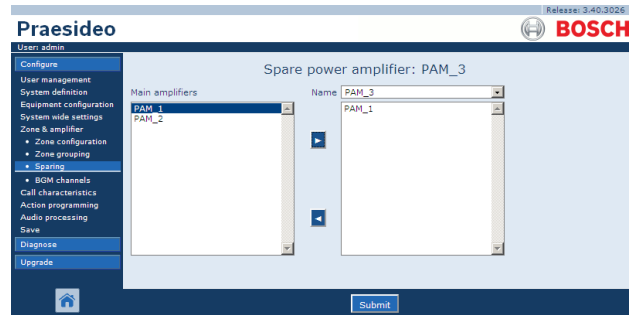 Release: 3.40.3026
Praesideo
BOSCH
User: admin
Configure
User management
System definition
Equipment configuration
System wide settings
Zone & amplifier
• Zone configuration
• Zone grouping
• Sparing
• BGM channels
Call characteristics
Action programming
Audio processing
Save
Diagnose
Upgrade
Spare power amplifier: PAM_3
Main amplifiers
Name PAM_3
PAM_1
PAM_2
PAM_1
Submit